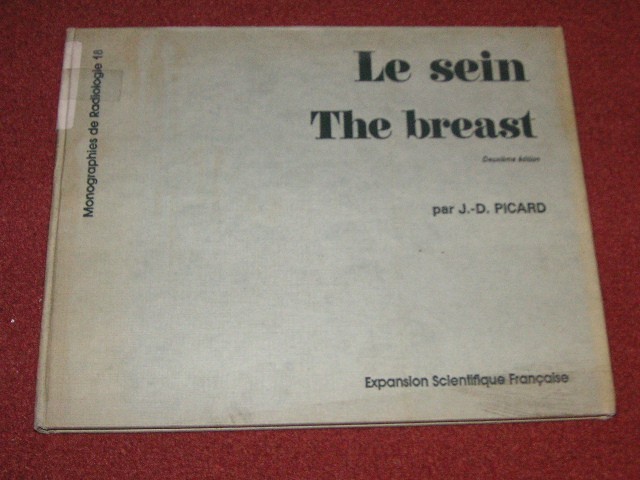 Le sein
The breast
Deuxième édition
par J.-D. PICARD
Expansion Scientifique Française
Monographies de Radiologie 18